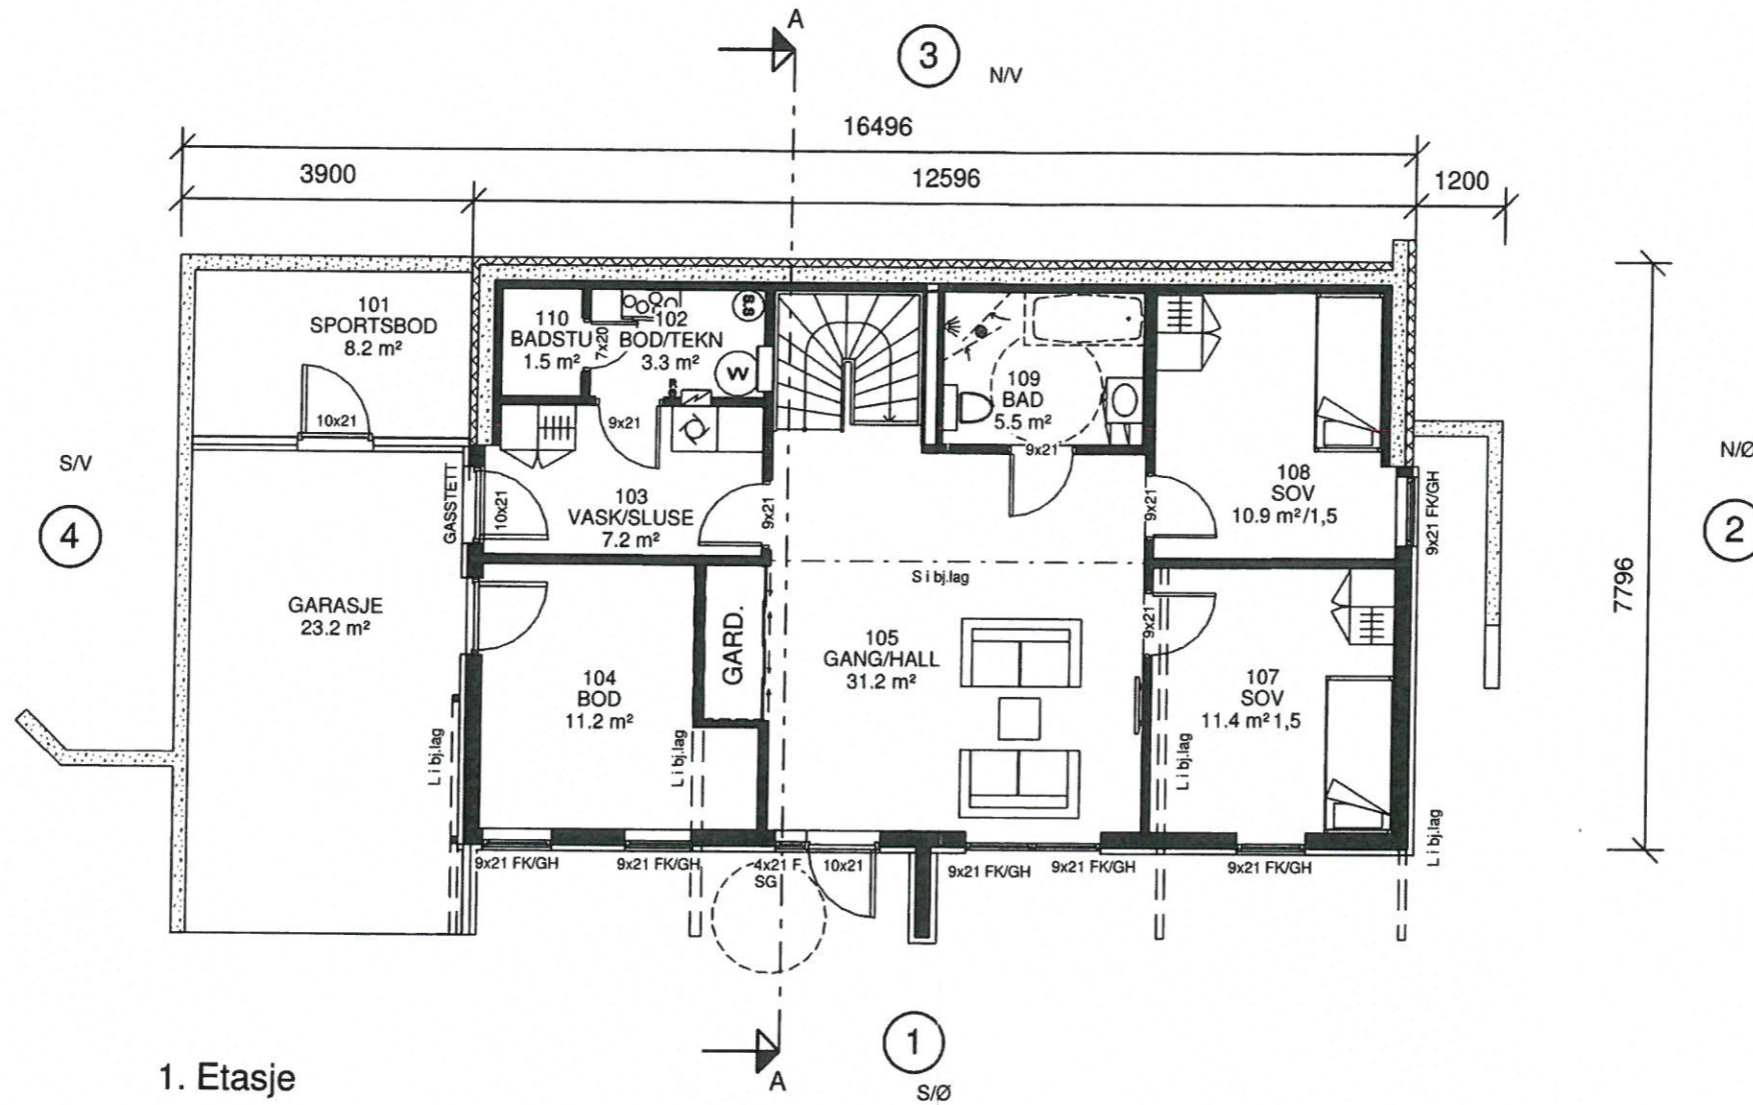 A
3
N/V
16496
3900
12596
1200
101
SPORTSBOD
8.2 m²
10x21
110
BADSTU
1.5 m²
7x20
102
BOD/TEKN
3.3 m²
S.S
VV
9x21
109
BAD
5.5 m²
9x21
108
SOV
10.9 m²/1,5
9x21
9x21 FK/GH
7796
S/V
4
N/Ø
2
GASSTETT
10x21
103
VASK/SLUSE
7.2 m²
9x21
S i bj.lag
GARASJE
23.2 m²
L i bj.lag
104
BOD
11.2 m²
L i bj.lag
GARD.
105
GANG/HALL
31.2 m²
9x21
107
SOV
11.4 m² 1,5
L i bj.lag
L i bj.lag
9x21 FK/GH
9x21 FK/GH
4x21 F
SG
10x21
9x21 FK/GH
9x21 FK/GH
9x21 FK/GH
A
1
S/Ø
1. Etasje